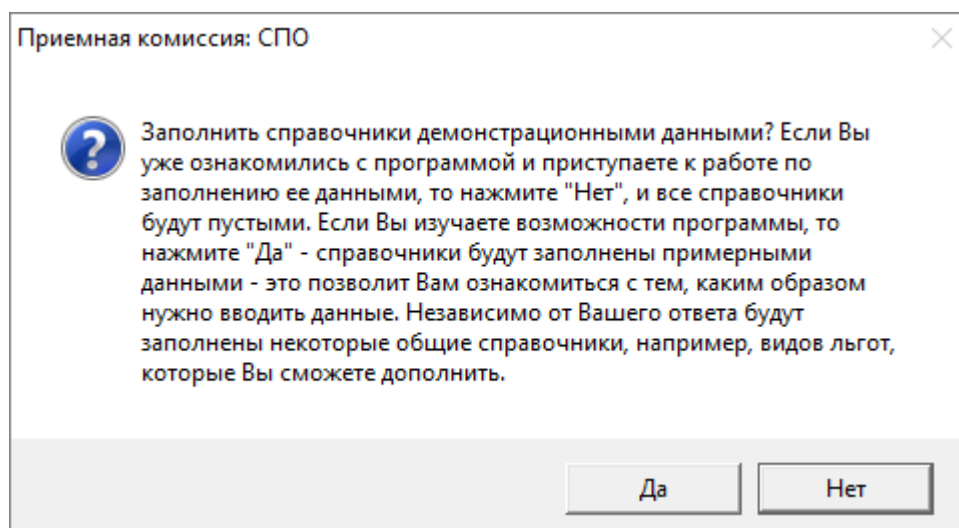 Приемная комиссия: СПО
Заполнить справочники демонстрационными данными? Если Вы
уже ознакомились с программой и приступаете к работе по
заполнению ее данными, то нажмите "Нет", и все справочники
будут пустыми. Если Вы изучаете возможности программы, то
нажмите "Да" - справочники будут заполнены примерными
данными - это позволит Вам ознакомиться с тем, каким образом
нужно вводить данные. Независимо от Вашего ответа будут
заполнены некоторые общие справочники, например, видов льгот,
которые Вы сможете дополнить.
Да
Нет